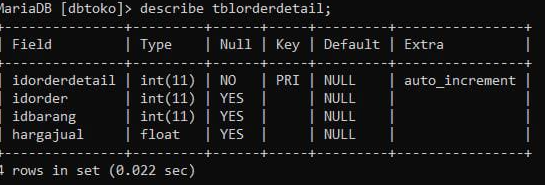 MariaDB [dbtoko]> describe tblorderdetail;
+---------------+---------+------+-----+---------+----------------+
| Field         | Type    | Null | Key | Default | Extra          |
+---------------+---------+------+-----+---------+----------------+
| idorderdetail | int(11) | NO   | PRI | NULL    | auto_increment |
| idorder       | int(11) | YES  |     | NULL    |                |
| idbarang      | int(11) | YES  |     | NULL    |                |
| hargajual     | float   | YES  |     | NULL    |                |
+---------------+---------+------+-----+---------+----------------+
4 rows in set (0.022 sec)